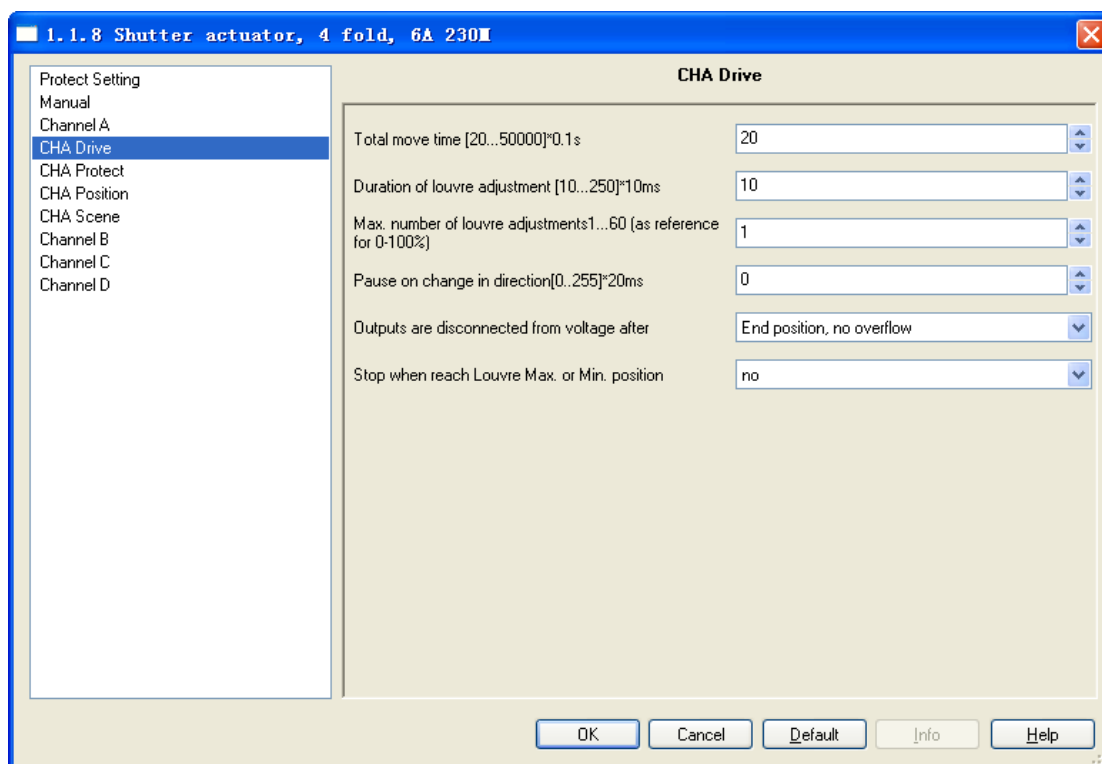 1.1.8 Shutter actuator, 4 fold, 6A 230M
Protect Setting
Manual
Channel A
CHA Drive
CHA Protect
CHA Position
CHA Scene
Channel B
Channel C
Channel D
CHA Drive
Total move time [20...50000]*0.1s
20
Duration of louvre adjustment [10...250]*10ms
10
Max. number of louvre adjustments1...60 (as reference
for 0-100%)
1
Pause on change in direction[0..255]*20ms
0
Outputs are disconnected from voltage after
End position, no overflow
Stop when reach Louvre Max. or Min. position
no
OK
Cancel
Default
Info
Help